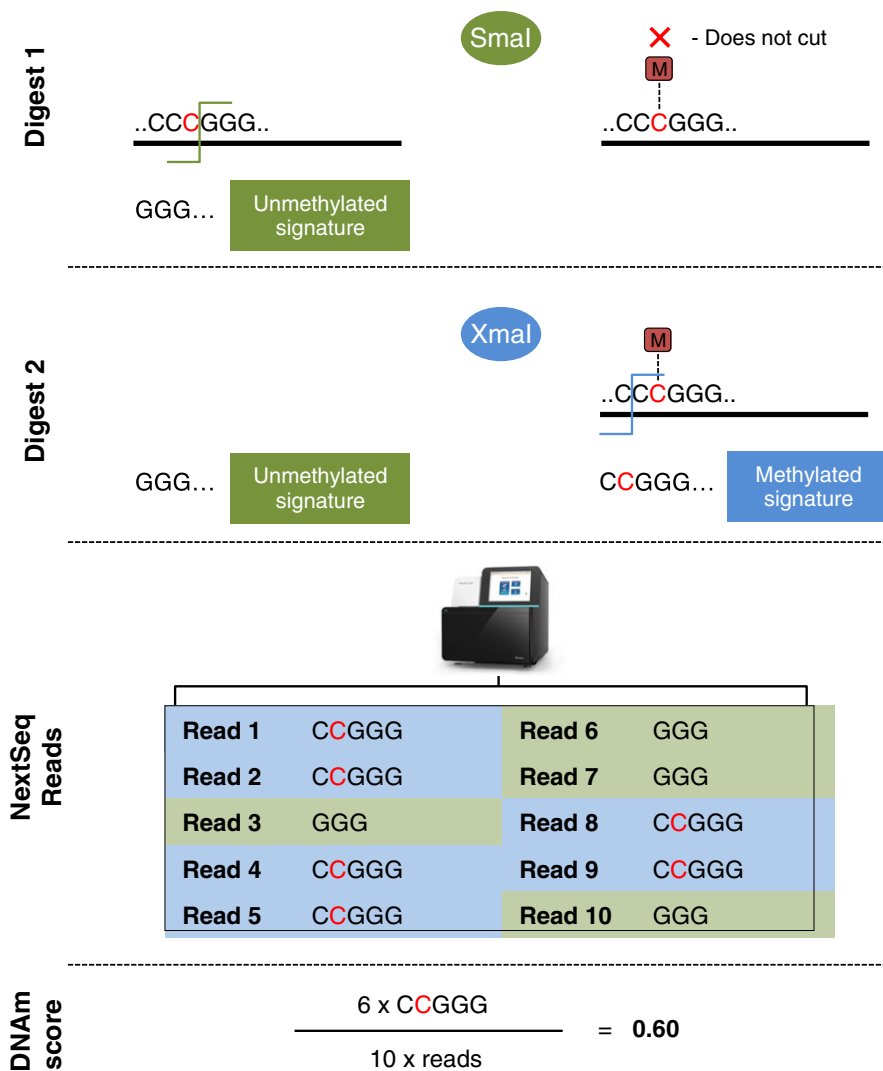 Digest 1
SmaI
- Does not cut
M
..CCCGGG..
..CCCGGG..
GGG...
Unmethylated
signature
Digest 2
XmaI
M
..CCCGGG..
GGG...
Unmethylated
signature
CCGGG...
Methylated
signature
NextSeq
Reads
Read 1 CCGGG Read 6 GGG
Read 2 CCGGG Read 7 GGG
Read 3 GGG Read 8 CCGGG
Read 4 CCGGG Read 9 CCGGG
Read 5 CCGGG Read 10 GGG
DNAm
score
6 x CCGGG
10 x reads
= 0.60